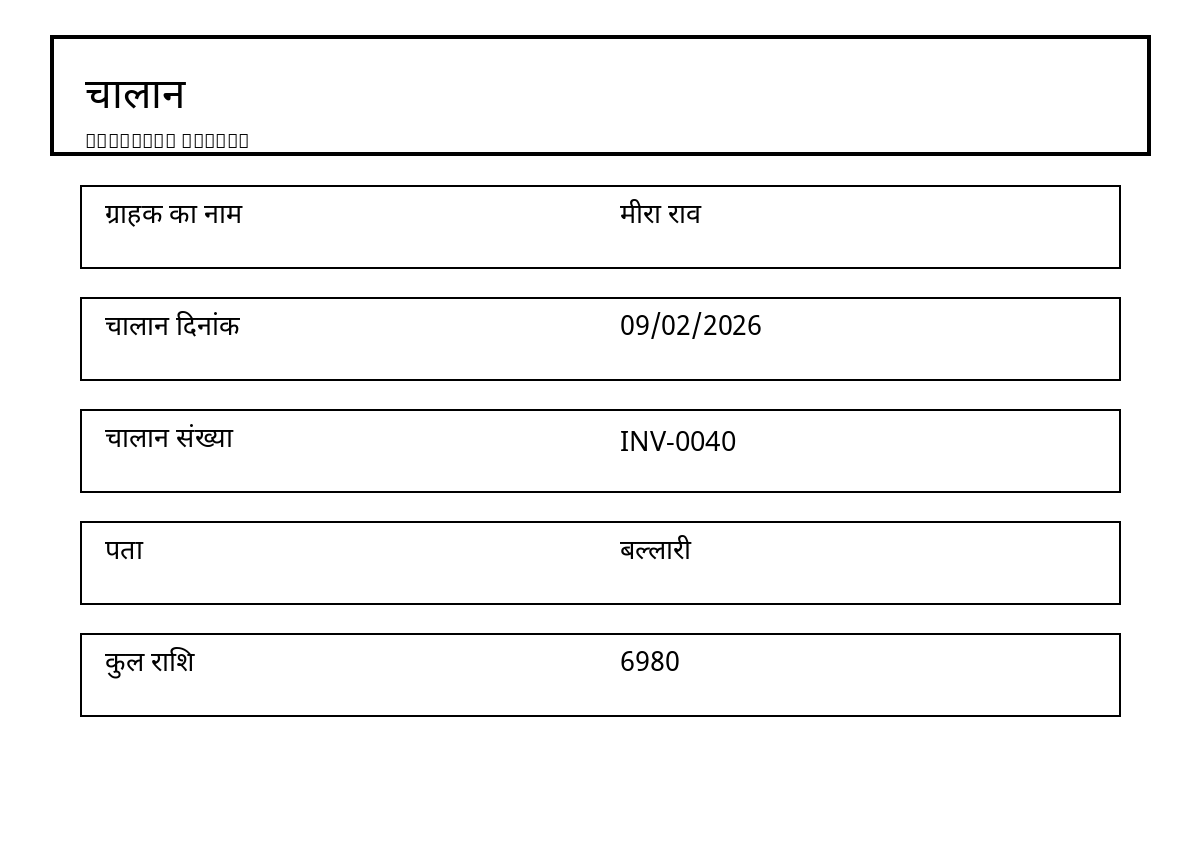 चालान
ग्राहक का नाम मीरा राव
चालान दिनांक 09/02/2026
चालान संख्या INV-0040
पता बल्लारी
कुल राशि 6980